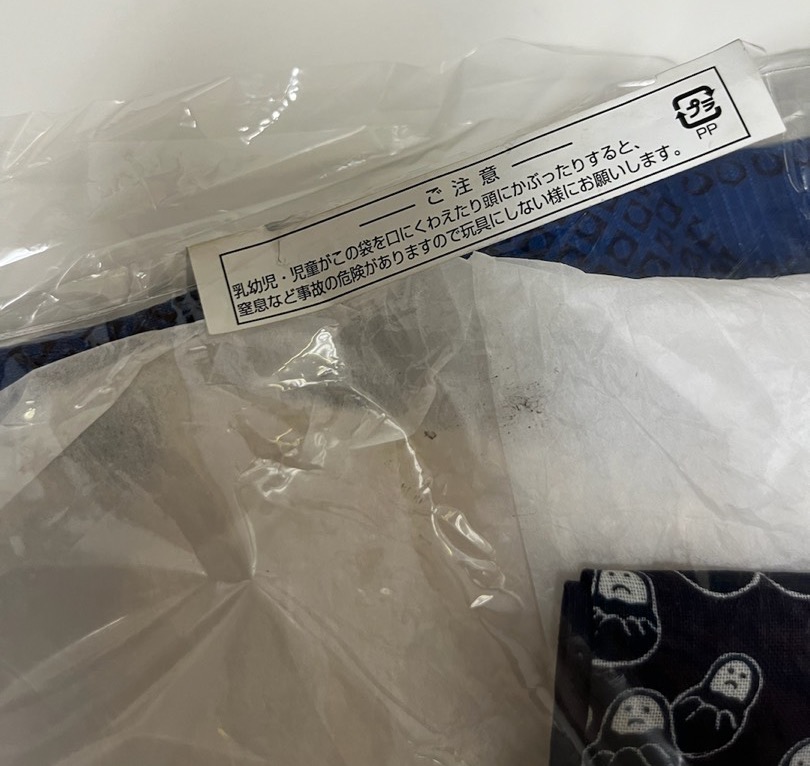 プラ
PP
ご注意
乳幼児・児童がこの袋を口にくわえたり頭にかぶったりすると、
窒息など事故の危険がありますので玩具にしない様にお願いします。